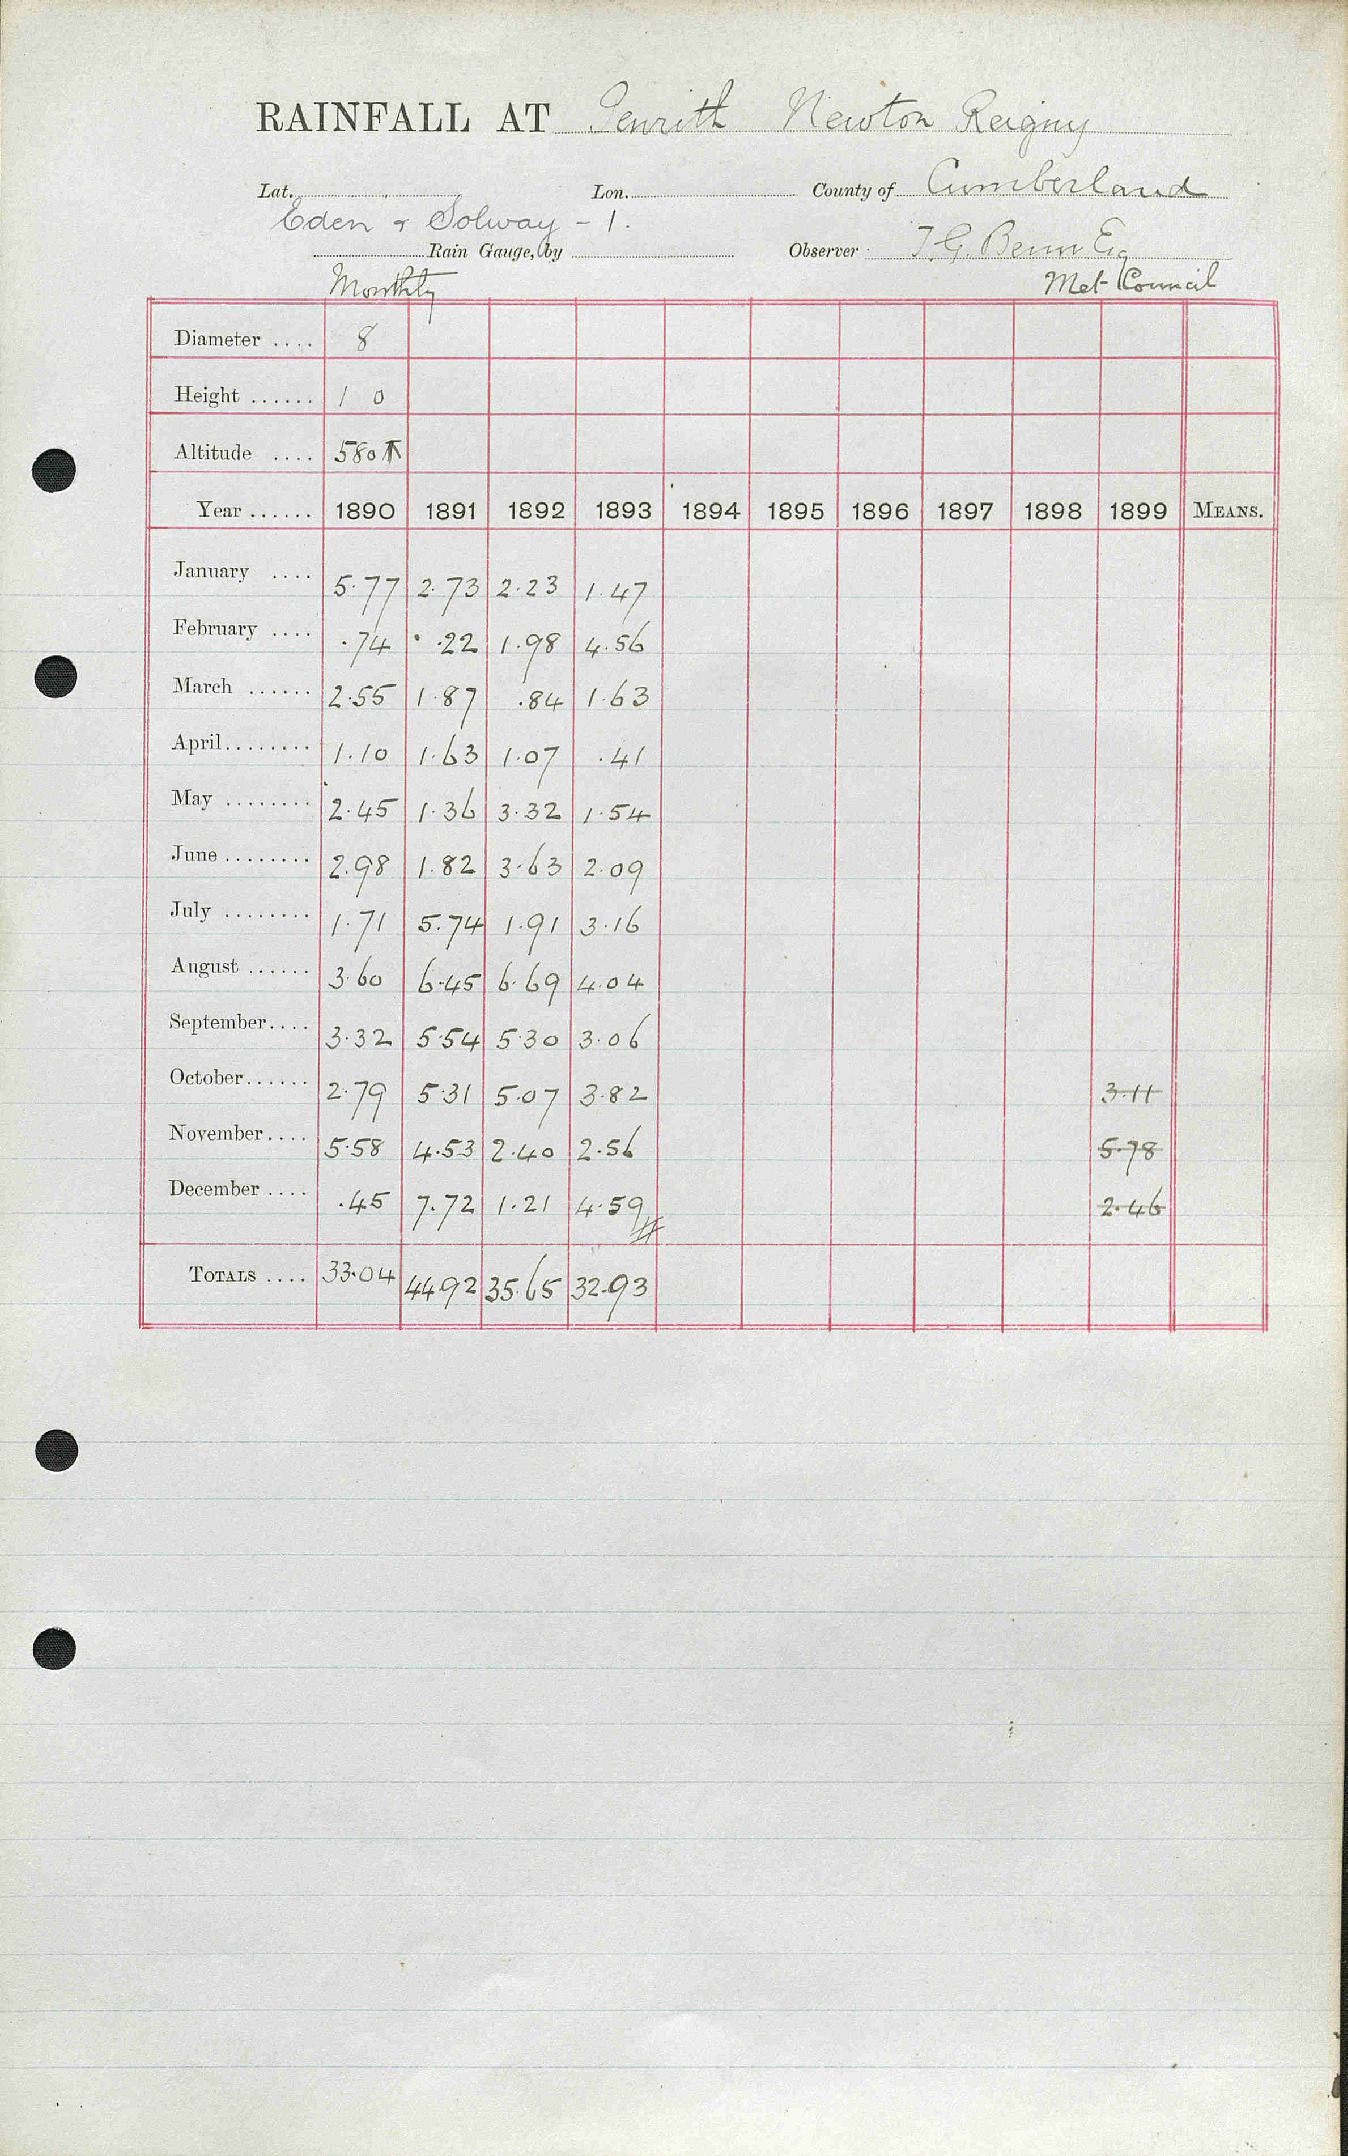 RAINFALL AT Penrith Newton Reigny
Lat. Lon. County of Cumberland
Eden & Solway - 1.
Rain Gauge, by Observer T. G. Benn Esq
Monthly Met. Council
Diameter .... 8
Height ...... 1 0
Altitude .... 580 T
Year ...... 1890 1891 1892 1893 1894 1895 1896 1897 1898 1899 MEANS.
January .... 5.77 2.73 2.23 1.47
February .... .74 .22 1.98 4.56
March ...... 2.55 1.87 .84 1.63
April ........ 1.10 1.63 1.07 .41
May ........ 2.45 1.36 3.32 1.54
June ........ 2.98 1.82 3.63 2.09
July ........ 1.71 5.74 1.91 3.16
August ...... 3.60 6.45 6.69 4.04
September.... 3.32 5.54 5.30 3.06
October...... 2.79 5.31 5.07 3.82 3.11
November.... 5.58 4.53 2.40 2.56 5.78
December .... .45 7.72 1.21 4.59 2.46
TOTALS .... 33.04 44.92 35.65 32.93